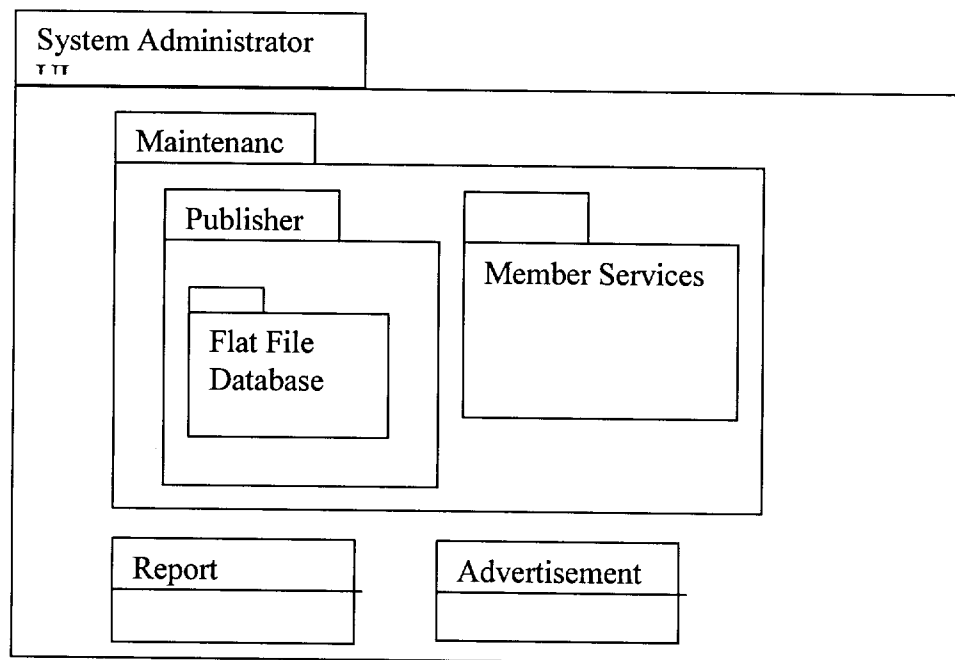 System Administrator
Maintenanc
Publisher
Member Services
Flat File
Database
Report
Advertisement